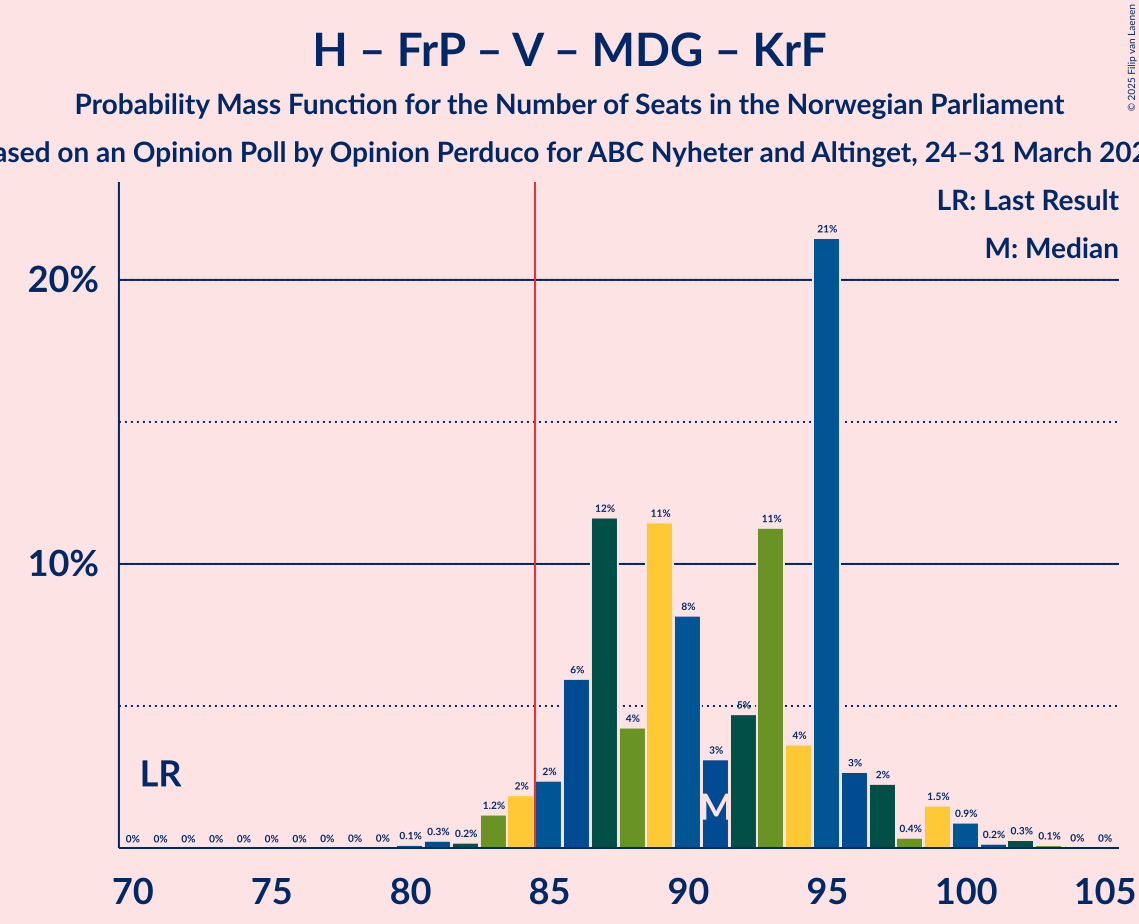 H – FrP – V – MDG – KrF
Probability Mass Function for the Number of Seats in the Norwegian Parliament
ased on an Opinion Poll by Opinion Perduco for ABC Nyheter and Altinget, 24–31 March 202
© 2025 Filip van Laenen
LR: Last Result
M: Median
20%
10%
LR
M
0% 0% 0% 0% 0% 0% 0% 0% 0% 0% 0.1% 0.3% 0.2% 1.2% 2% 2% 6% 12% 4% 11% 8% 3% 5% 11% 4% 21% 3% 2% 0.4% 1.5% 0.9% 0.2% 0.3% 0.1% 0% 0%
70 75 80 85 90 95 100 105